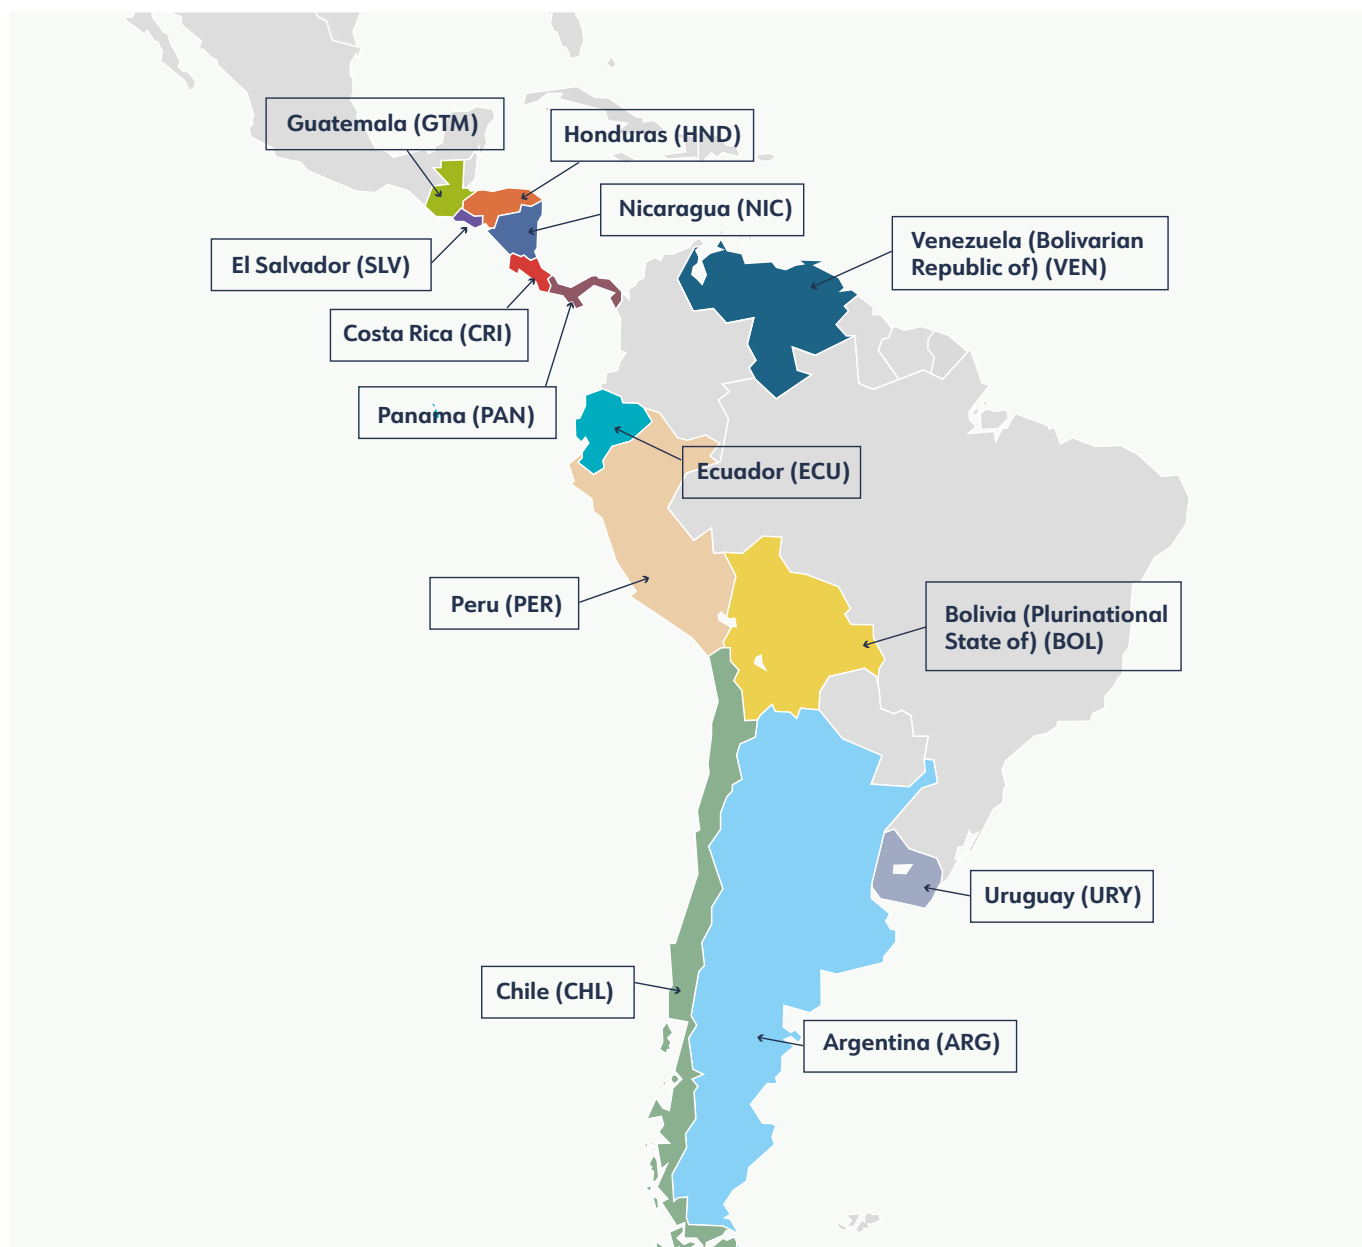 Guatemala (GTM)
Honduras (HND)
Nicaragua (NIC)
Venezuela (Bolivarian
Republic of) (VEN)
El Salvador (SLV)
Costa Rica (CRI)
Panama (PAN)
Ecuador (ECU)
Peru (PER)
Bolivia (Plurinational
State of) (BOL)
Uruguay (URY)
Chile (CHL)
Argentina (ARG)